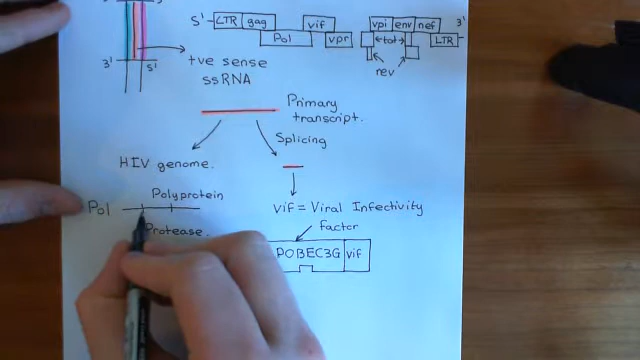 5' LTR gag Pol vif vpr vpi env nef LTR 3'
tat
rev
3' 5'
+ve sense
ssRNA
Primary
transcript.
Splicing
HIV genome.
Polyprotein
Pol
Protease.
vif = Viral Infectivity
factor
POBEC3G vif